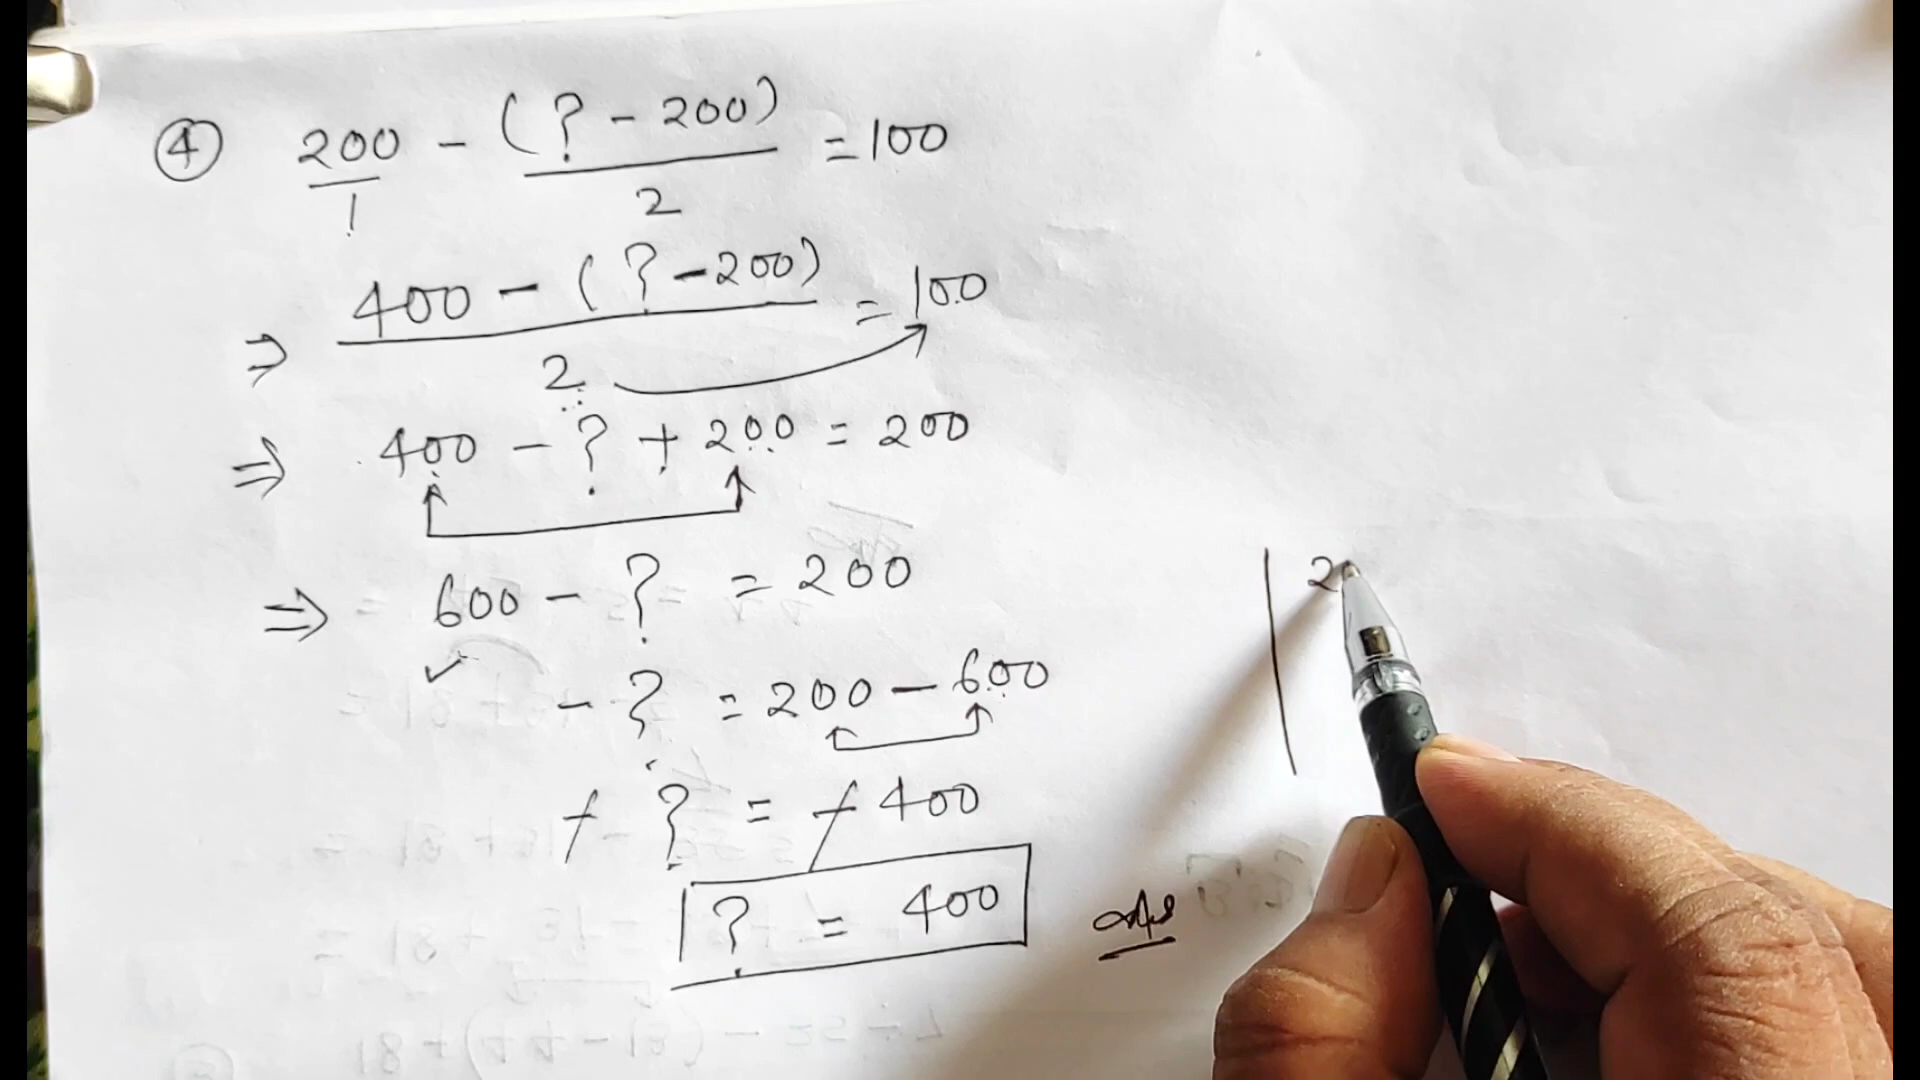 ④ 200/1 - (? - 200)/2 = 100
⇒ 400 - (? - 200)/2 = 100
⇒ 400 - ? + 200 = 200
⇒ 600 - ? = 200
- ? = 200 - 600
- ? = - 400
? = 400 Ans
2